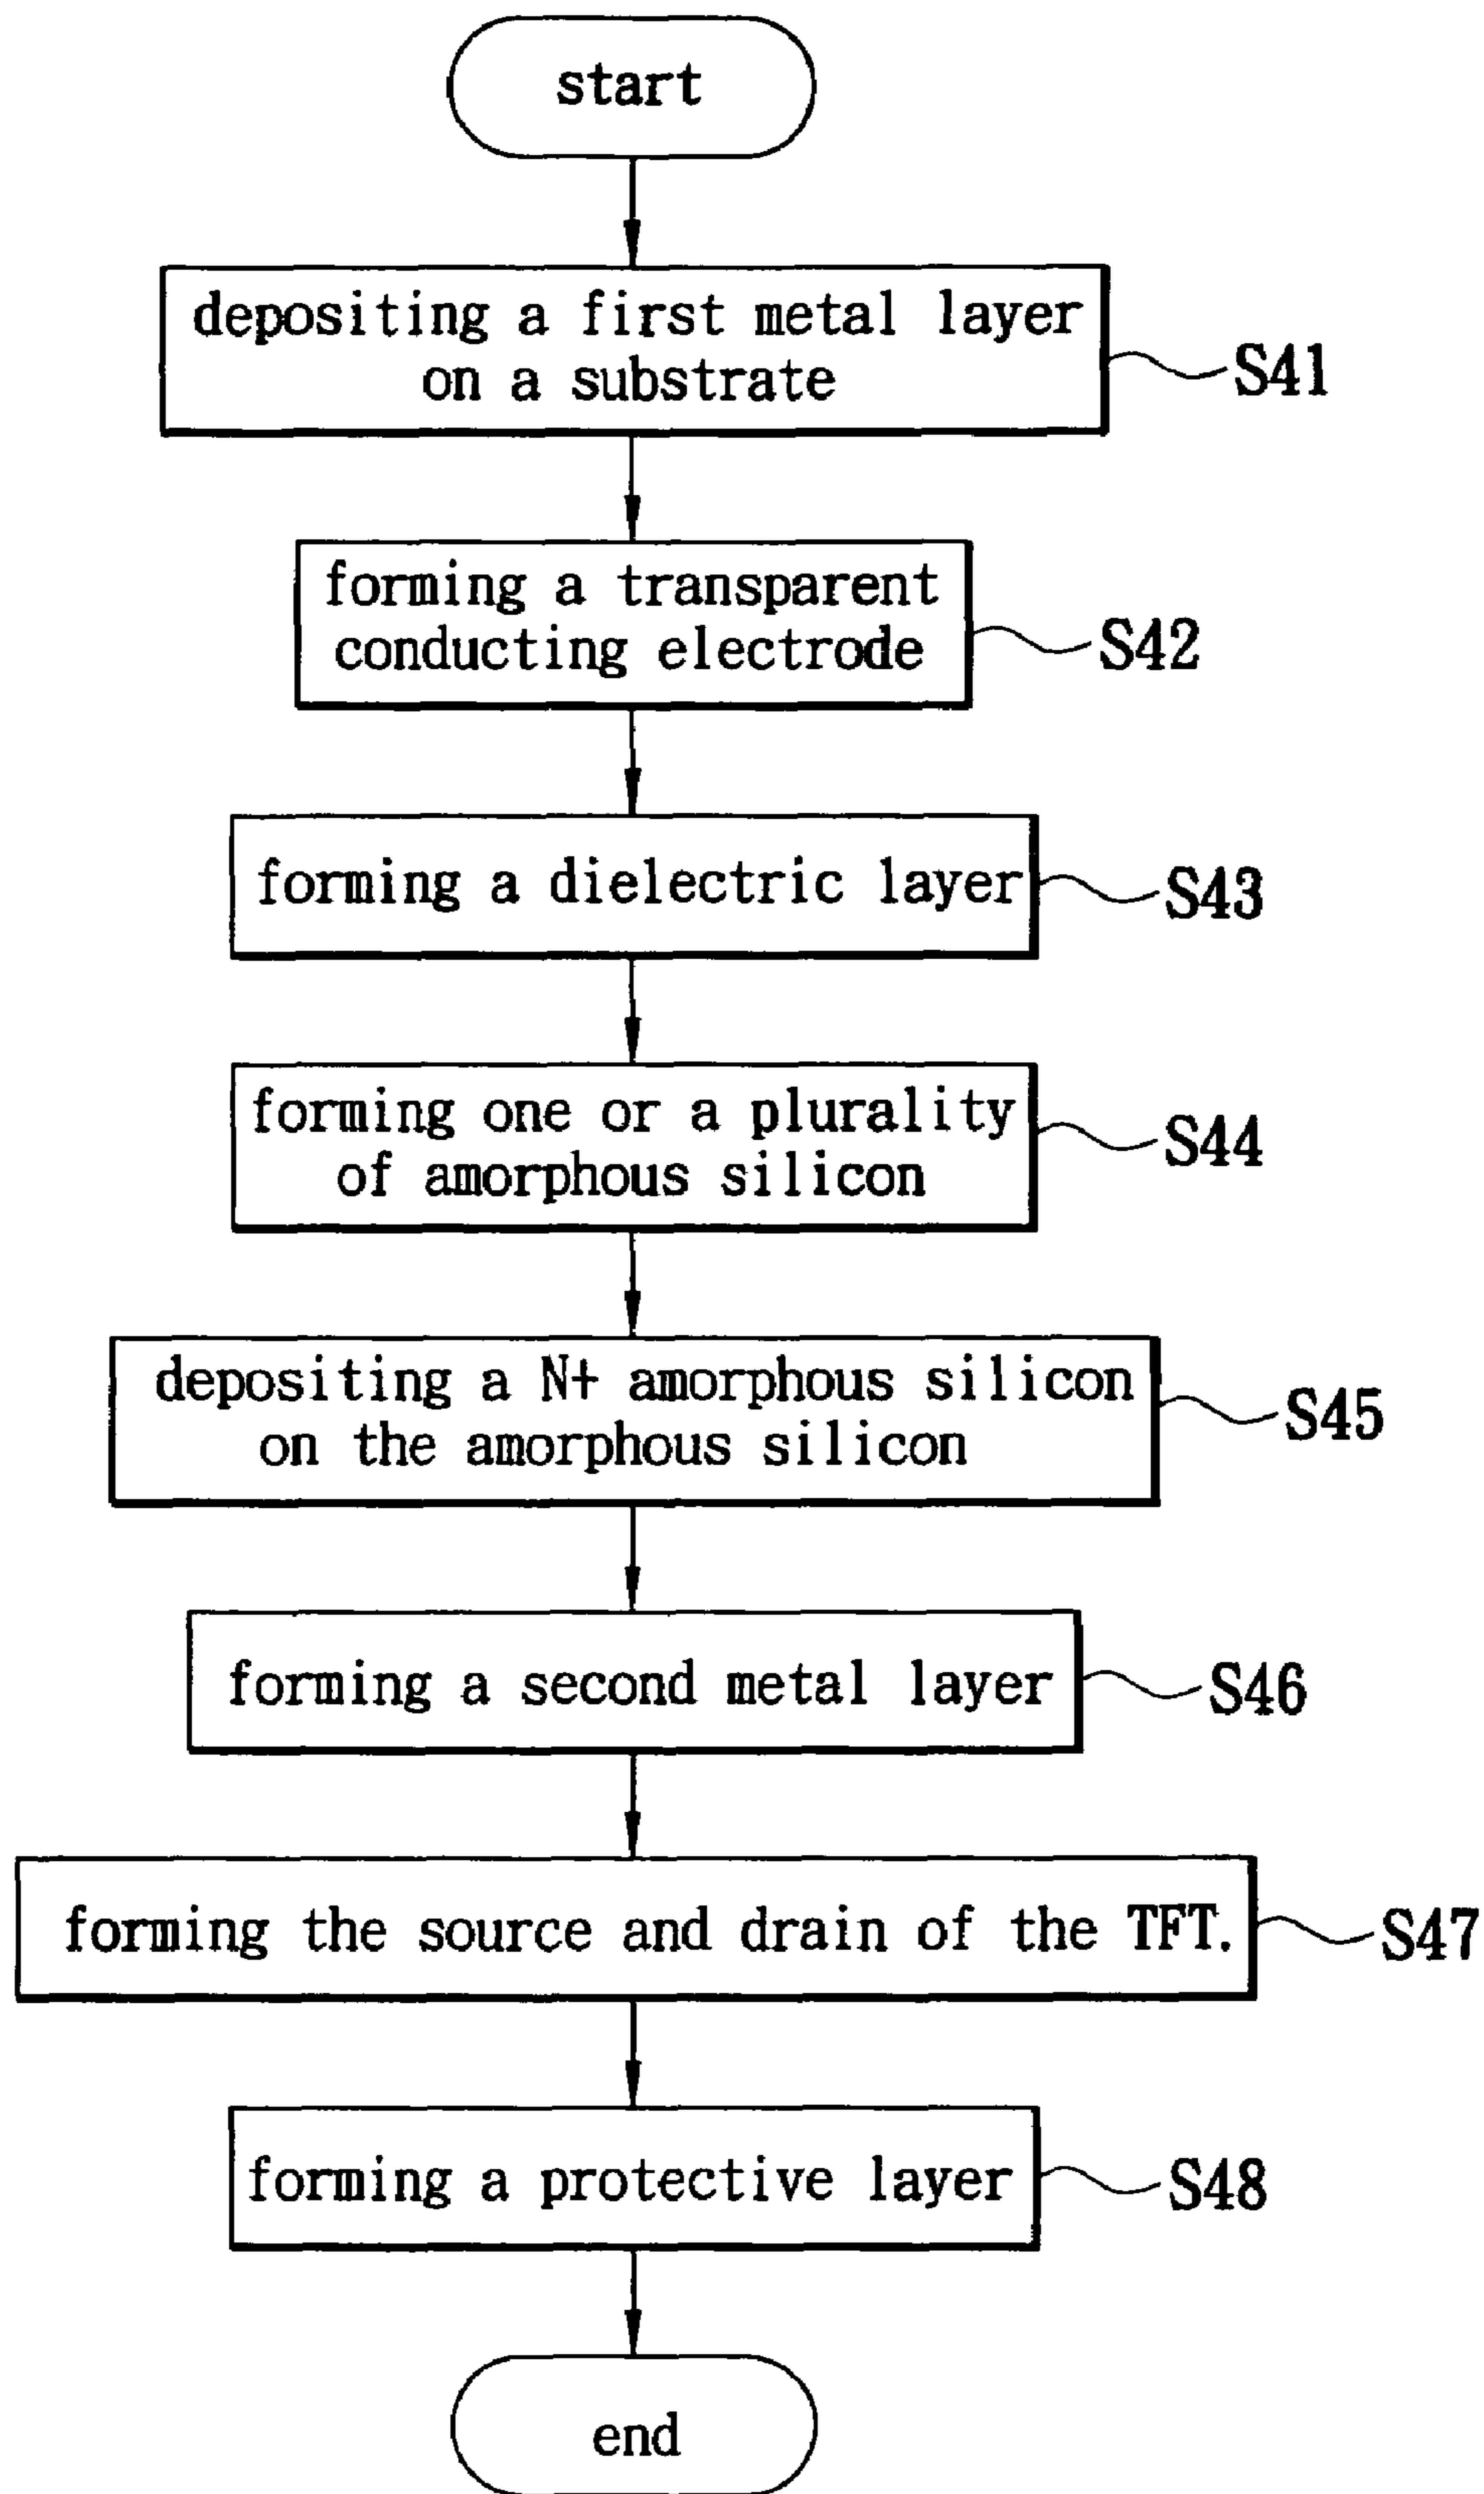 start
depositing a first metal layer
on a substrate
S41
forming a transparent
conducting electrode
S42
forming a dielectric layer
S43
forming one or a plurality
of amorphous silicon
S44
depositing a N+ amorphous silicon
on the amorphous silicon
S45
forming a second metal layer
S46
forming the source and drain of the TFT.
S47
forming a protective layer
S48
end